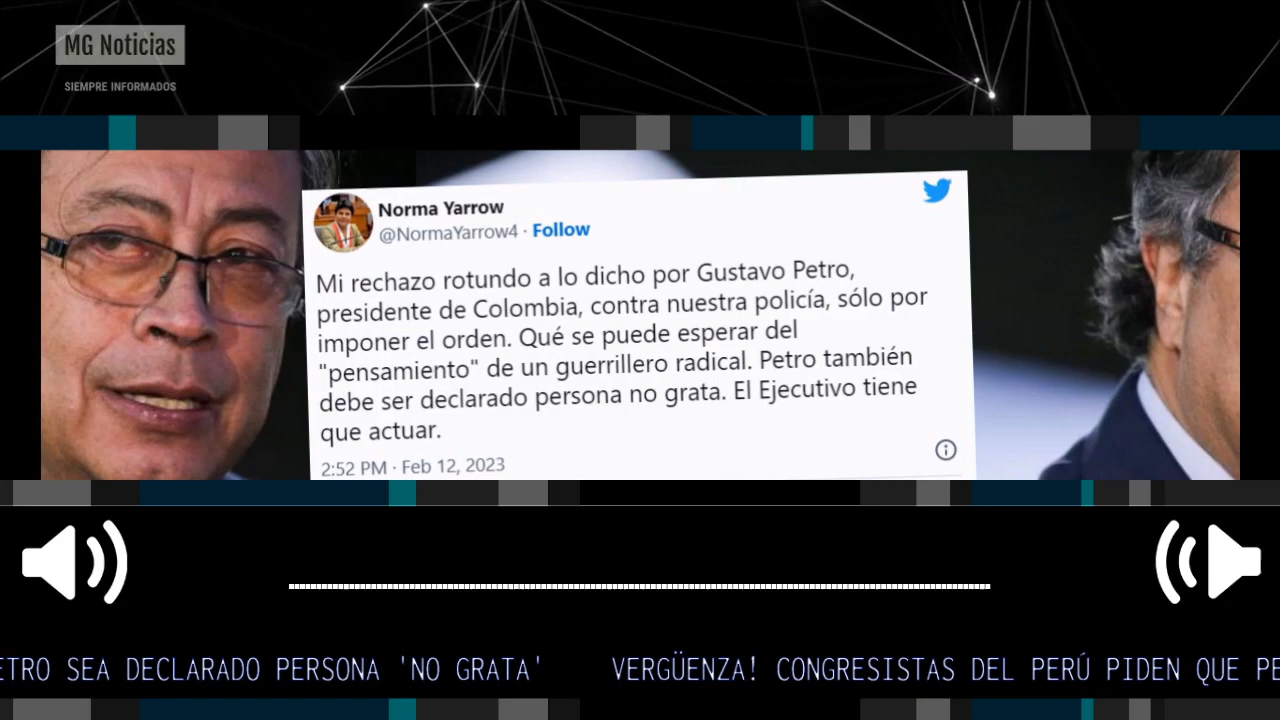 MG Noticias
SIEMPRE INFORMADOS
Norma Yarrow
@NormaYarrow4 · Follow
Mi rechazo rotundo a lo dicho por Gustavo Petro,
presidente de Colombia, contra nuestra policía, sólo por
imponer el orden. Qué se puede esperar del
"pensamiento" de un guerrillero radical. Petro también
debe ser declarado persona no grata. El Ejecutivo tiene
que actuar.
2:52 PM · Feb 12, 2023
ETRO SEA DECLARADO PERSONA 'NO GRATA' VERGÜENZA! CONGRESISTAS DEL PERÚ PIDEN QUE PE